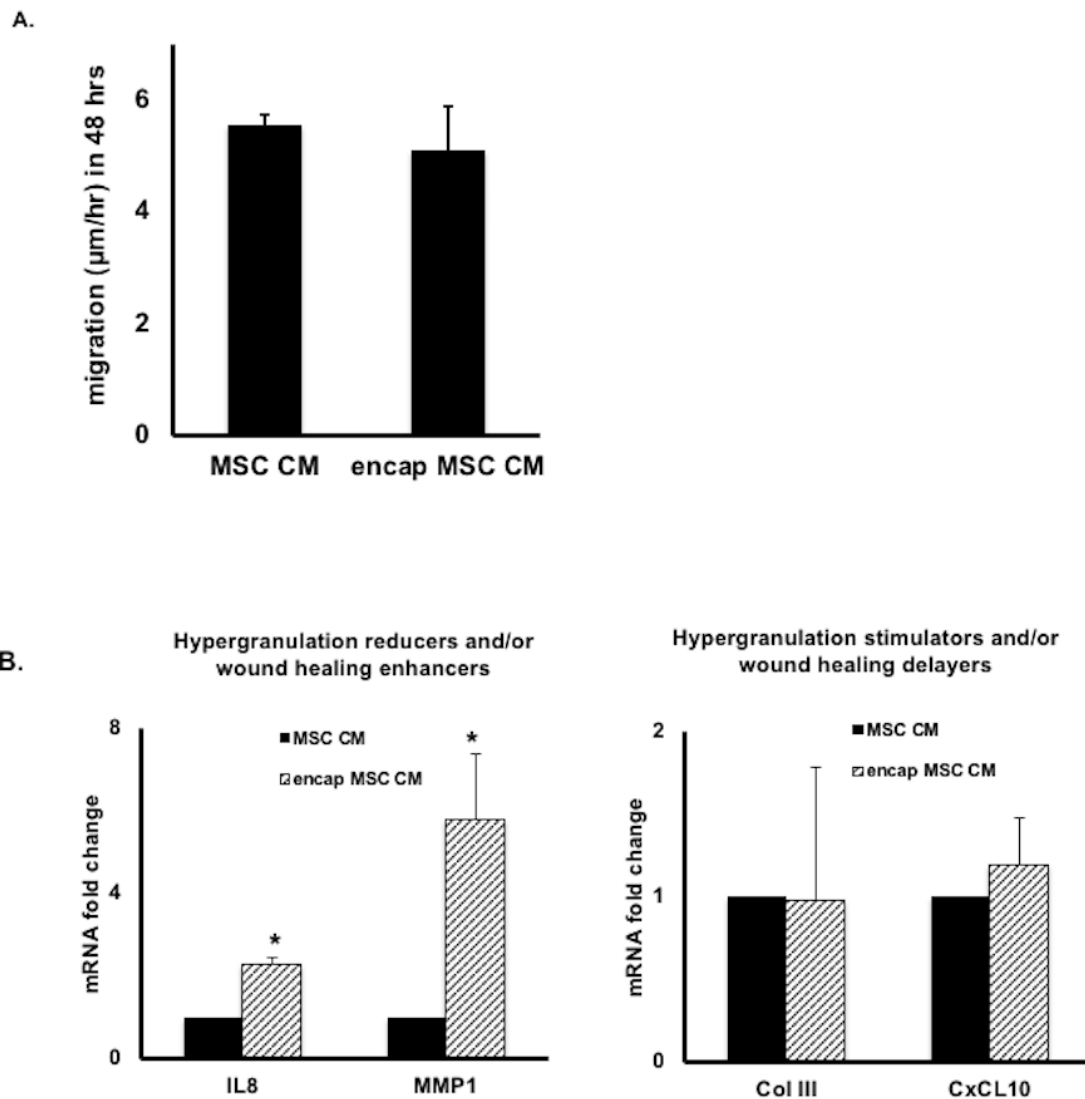 A.
migration (µm/hr) in 48 hrs
6
4
2
0
MSC CM
encap MSC CM
B.
Hypergranulation reducers and/or
wound healing enhancers
mRNA fold change
8
4
0
MSC CM
encap MSC CM
*
*
IL8
MMP1
Hypergranulation stimulators and/or
wound healing delayers
mRNA fold change
2
1
0
MSC CM
encap MSC CM
Col III
CxCL10